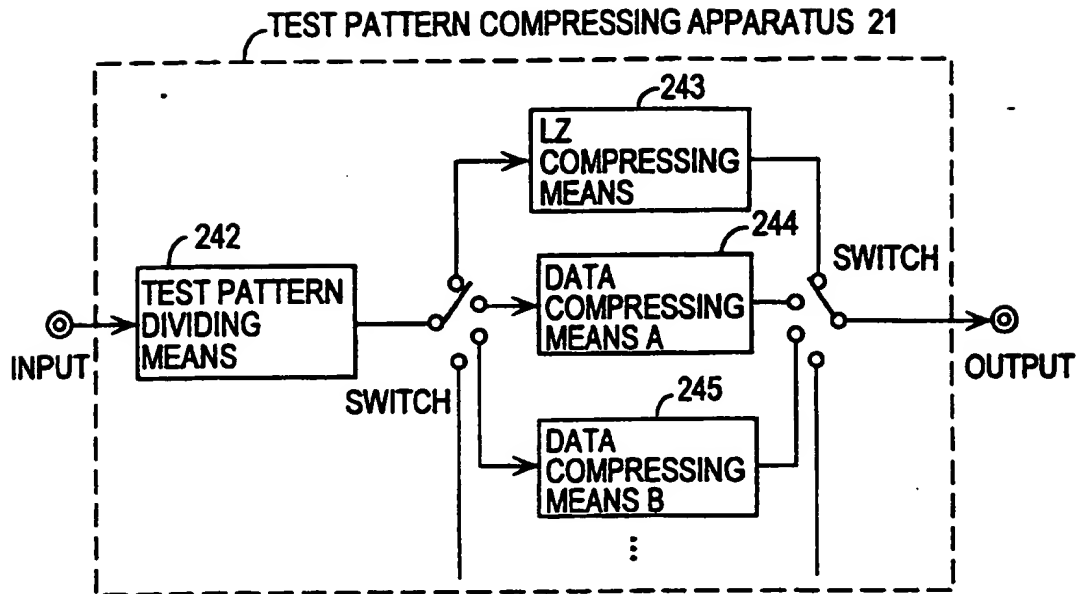 TEST PATTERN COMPRESSING APPARATUS 21
243
LZ
COMPRESSING
MEANS
242
TEST PATTERN
DIVIDING
MEANS
244
DATA
COMPRESSING
MEANS A
SWITCH
INPUT
OUTPUT
SWITCH
245
DATA
COMPRESSING
MEANS B
...